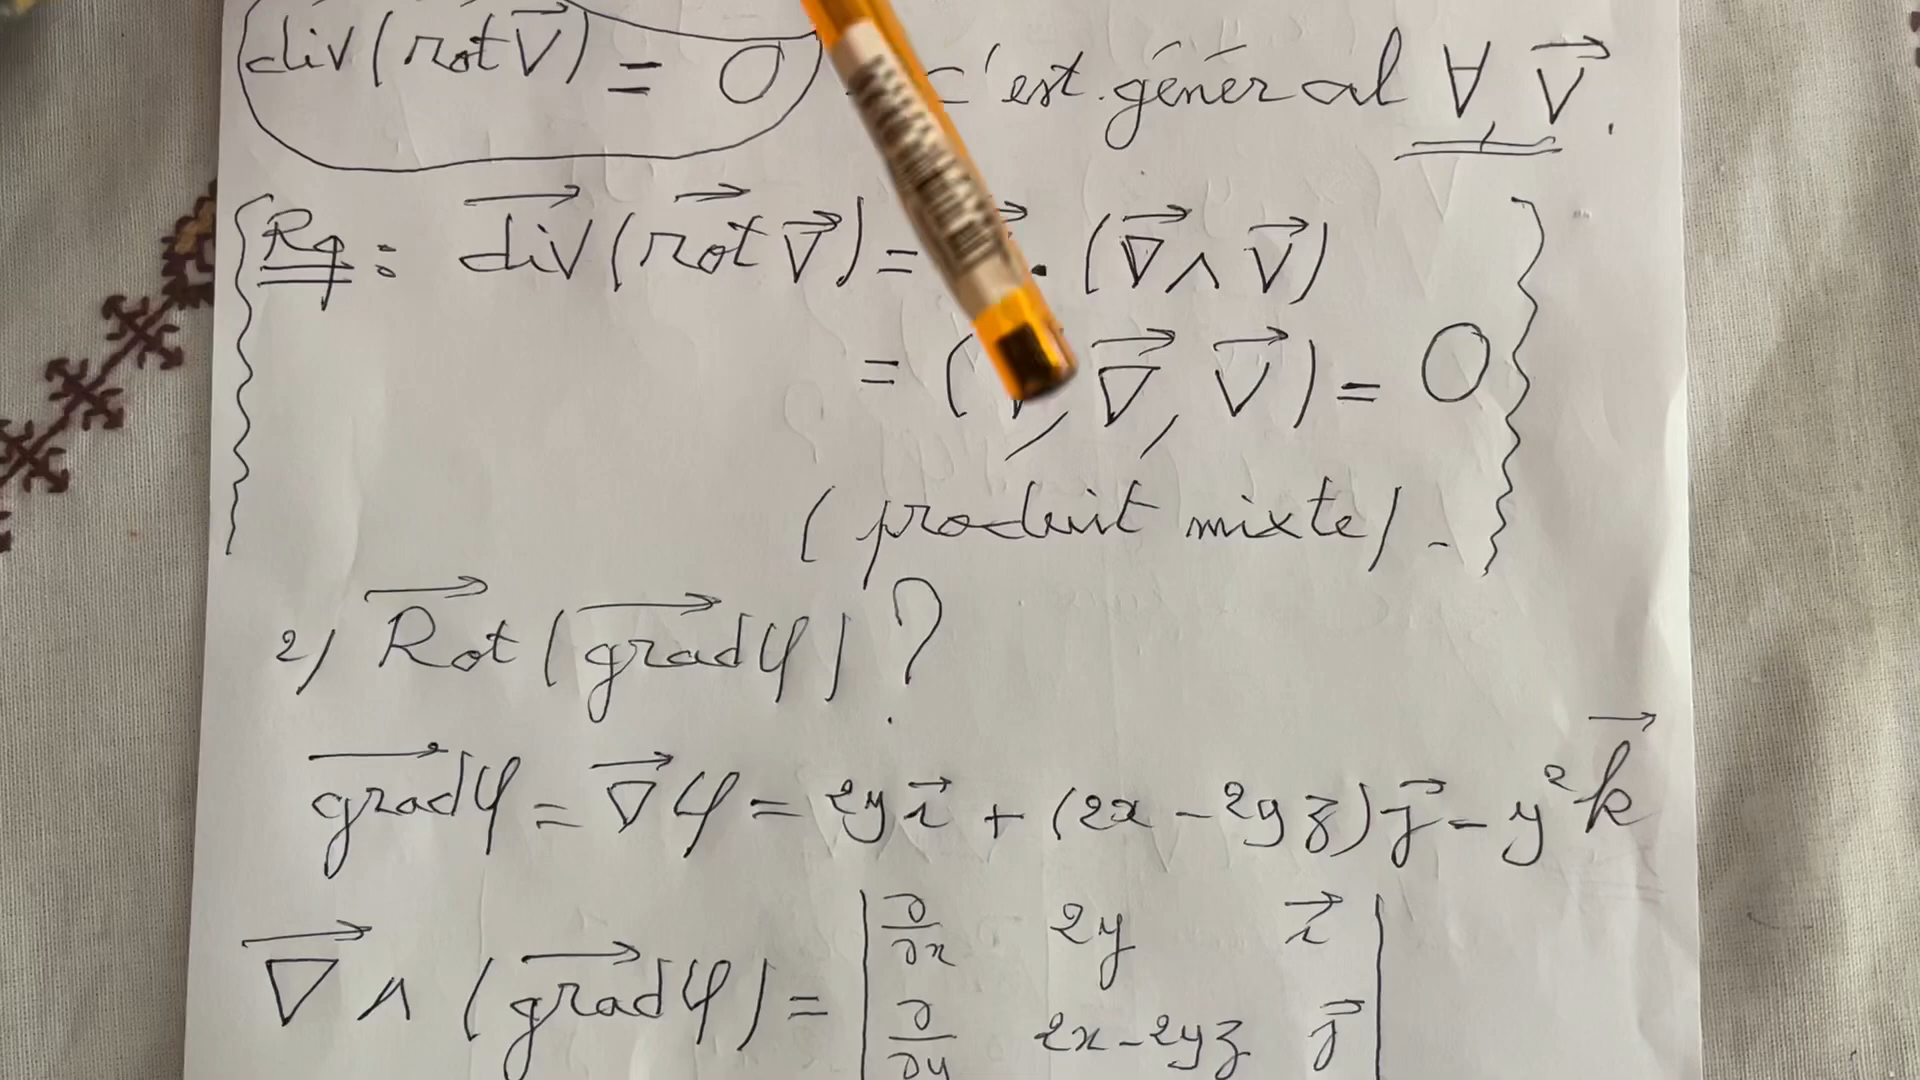 div(rot V⃗) = 0 c'est général ∀, V⃗.
Rq : div⃗(rot⃗ V⃗) = . (∇⃗ ∧ V⃗)
= ( , ∇⃗, V⃗) = 0
(produit mixte).
2) Rot⃗(grad⃗ φ) ?
grad⃗ φ = ∇⃗ φ = 2y i⃗ + (2x - 2yz) j⃗ - y² k⃗
∇⃗ ∧ (grad⃗ φ) = | ∂/∂x 2y i⃗ |
| ∂/∂y 2x-2yz j⃗ |